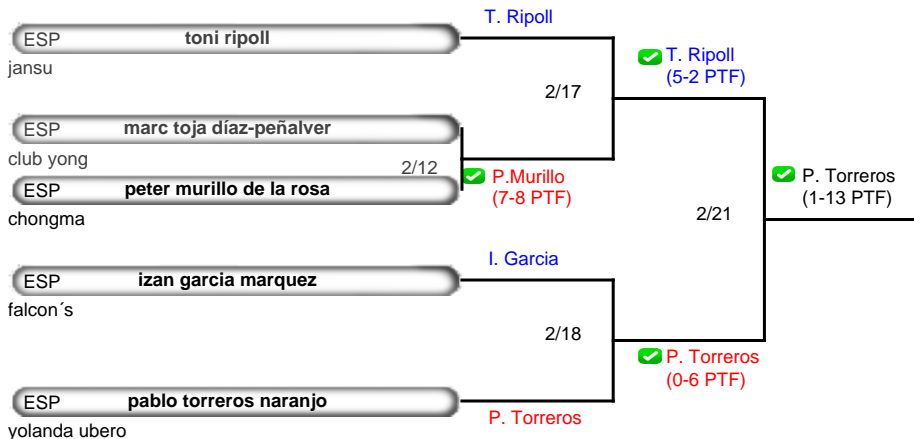 T. Ripoll
ESP toni ripoll
jansu
T. Ripoll
(5-2 PTF)
2/17
ESP marc toja díaz-peñalver
club yong
2/12
P.Murillo
(7-8 PTF)
ESP peter murillo de la rosa
chongma
P. Torreros
(1-13 PTF)
2/21
I. Garcia
ESP izan garcia marquez
falcon´s
2/18
P. Torreros
(0-6 PTF)
ESP pablo torreros naranjo
P. Torreros
yolanda ubero